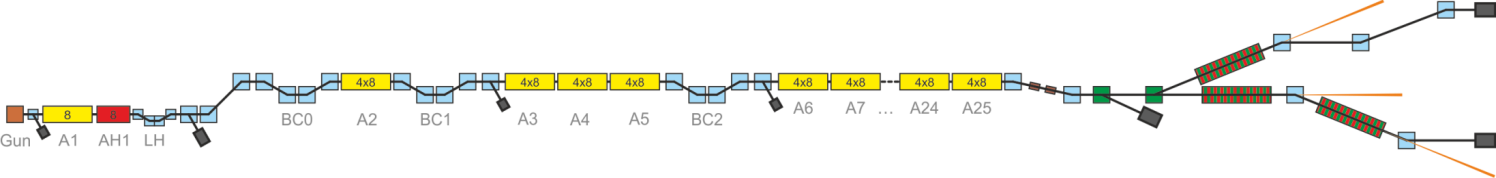 4x8
4x8 4x8 4x8 4x8 4x8 4x8 4x8
8 8
BC0 A2 BC1 A3 A4 A5 BC2 A6 A7 ... A24 A25
Gun A1 AH1 LH